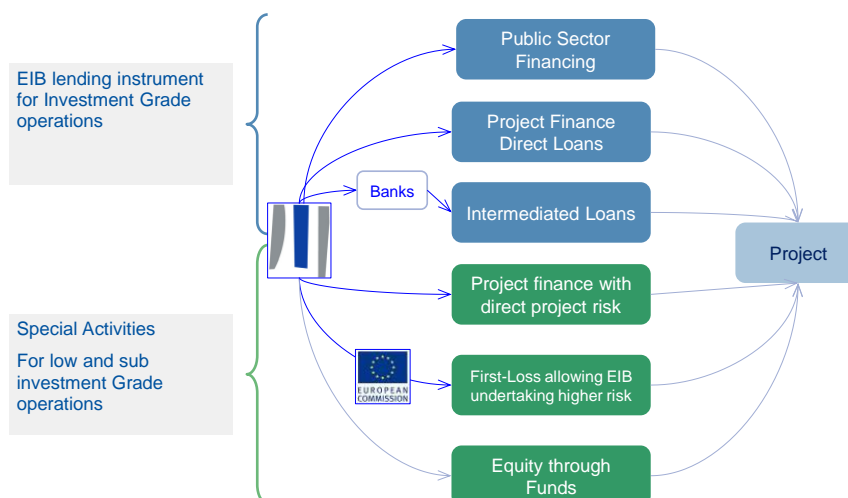 EIB lending instrument
for Investment Grade
operations
Special Activities
For low and sub
investment Grade
operations
Banks
EUROPEAN
COMMISSION
Public Sector
Financing
Project Finance
Direct Loans
Intermediated Loans
Project finance with
direct project risk
First-Loss allowing EIB
undertaking higher risk
Equity through
Funds
Project